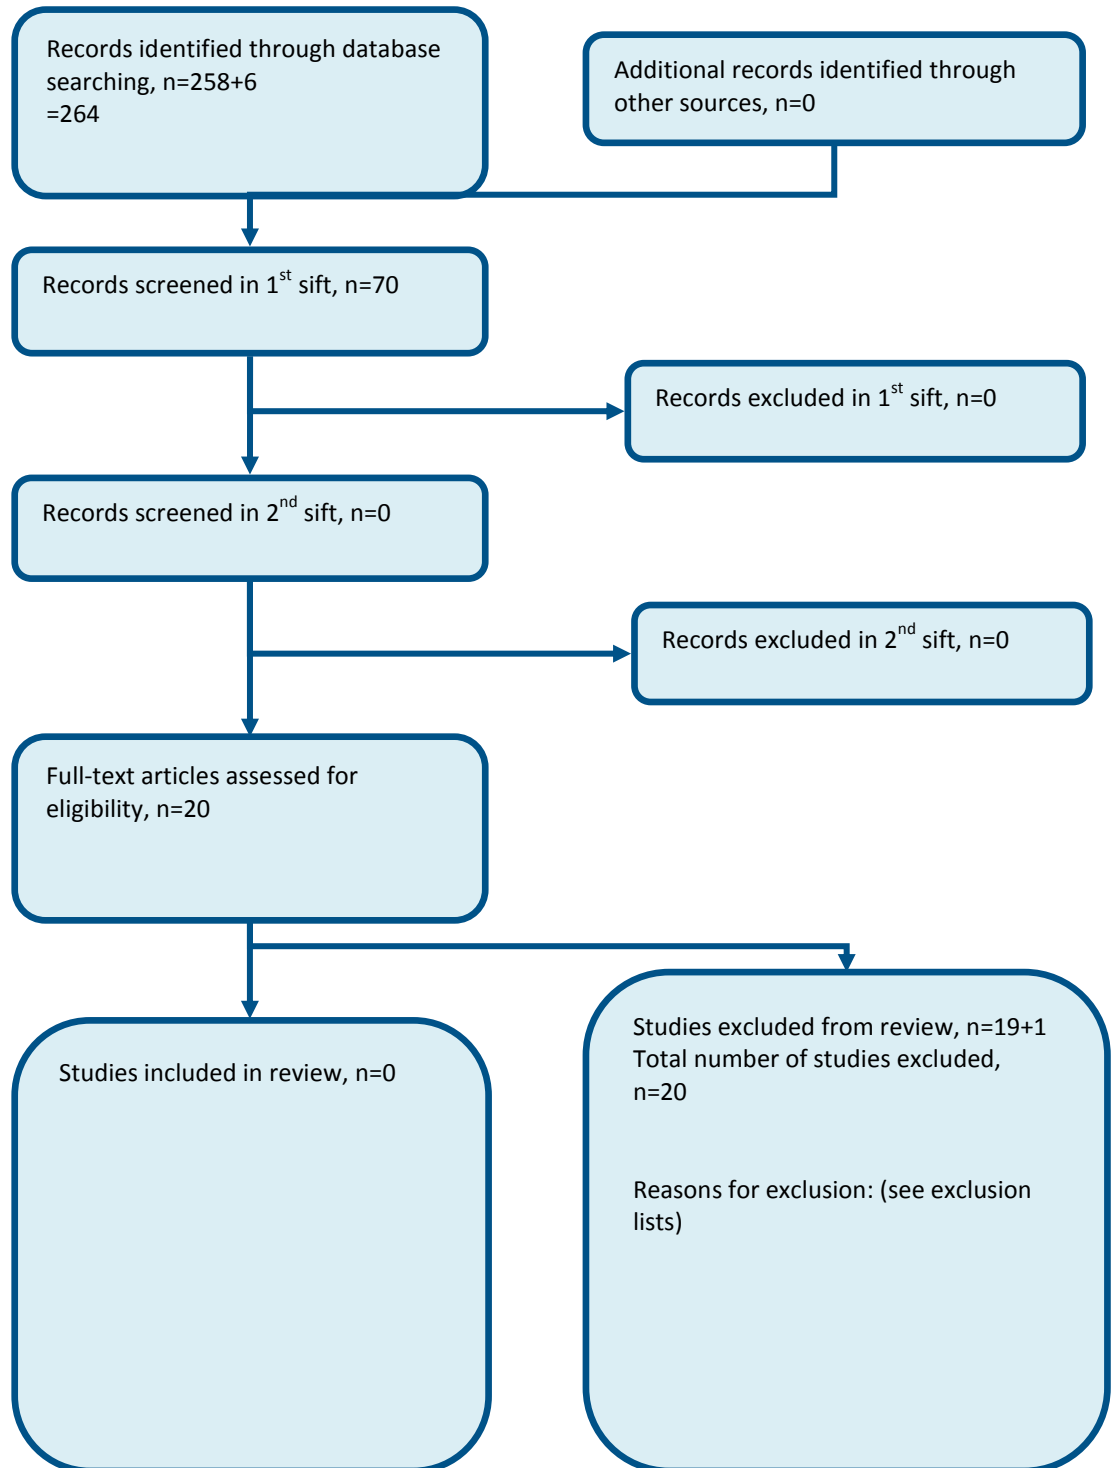 Records identified through database
searching, n=258+6
=264
Additional records identified through
other sources, n=0
Records screened in 1st sift, n=70
Records excluded in 1st sift, n=0
Records screened in 2nd sift, n=0
Records excluded in 2nd sift, n=0
Full-text articles assessed for
eligibility, n=20
Studies included in review, n=0
Studies excluded from review, n=19+1
Total number of studies excluded,
n=20
Reasons for exclusion: (see exclusion
lists)